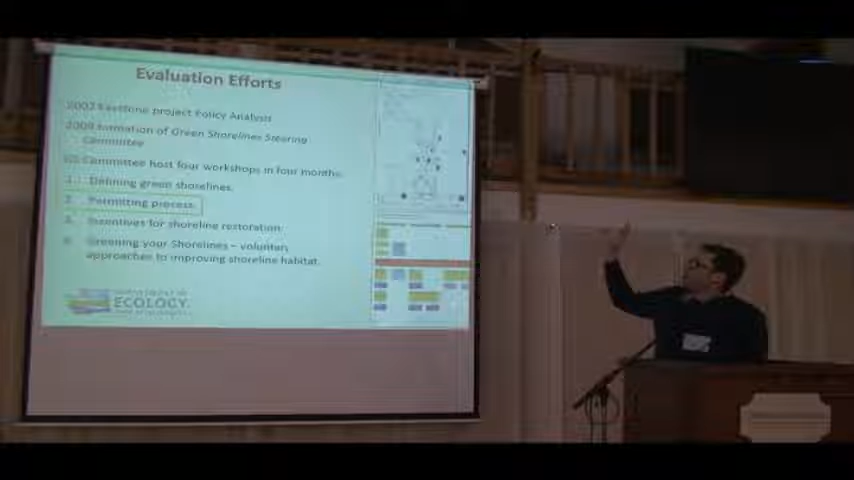 Evaluation Efforts
project Policy Analysis
2009 Formation of Green Shorelines Steering
Committee
Committee host four workshops in four months.
1. Defining green shorelines.
2. Permitting process.
3. Incentives for shoreline restoration.
Greening your Shorelines – voluntary
approaches to improving shoreline habitat.
ECOLOGY